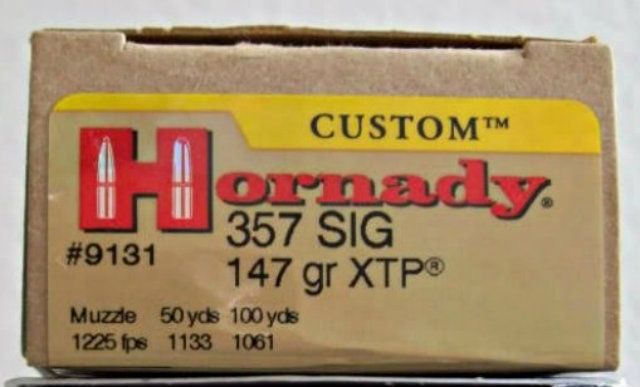 CUSTOM™
Hornady®
357 SIG
#9131
147 gr XTP®
Muzzle 50 yds 100 yds
1225 fps 1133 1061